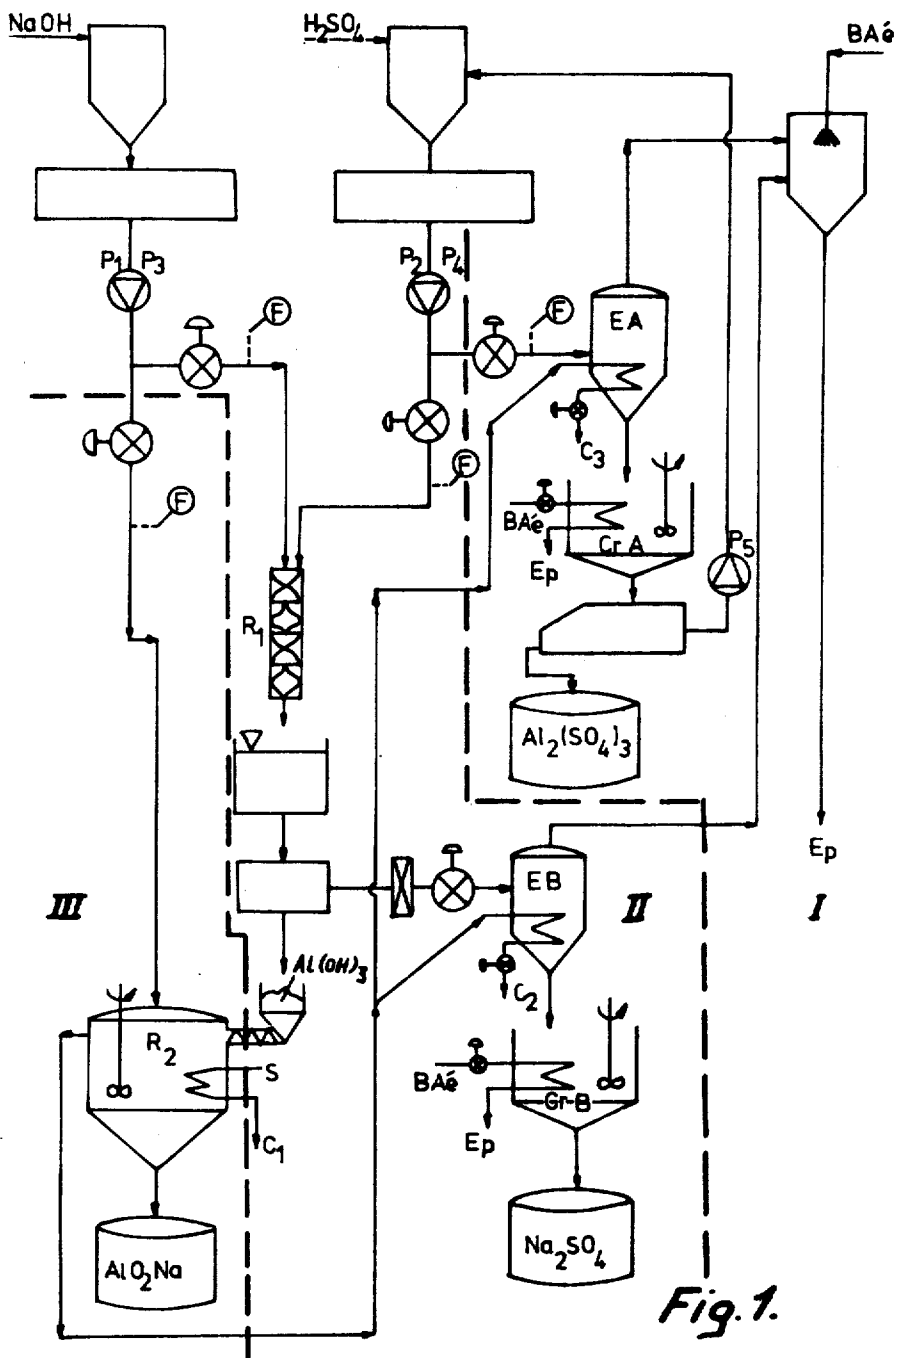 NaOH
H₂SO₄
BAé
P₁ P₃
P₂ P₄
F
F
EA
C₃
F
F
BAé
Cr A
Ep
P₅
R₁
Al₂(SO₄)₃
Ep
EB
III
II
I
Al(OH)₃
C₂
R₂
S
BAé
Gr-B
C₁
Ep
AlO₂Na
Na₂SO₄
Fig.1.